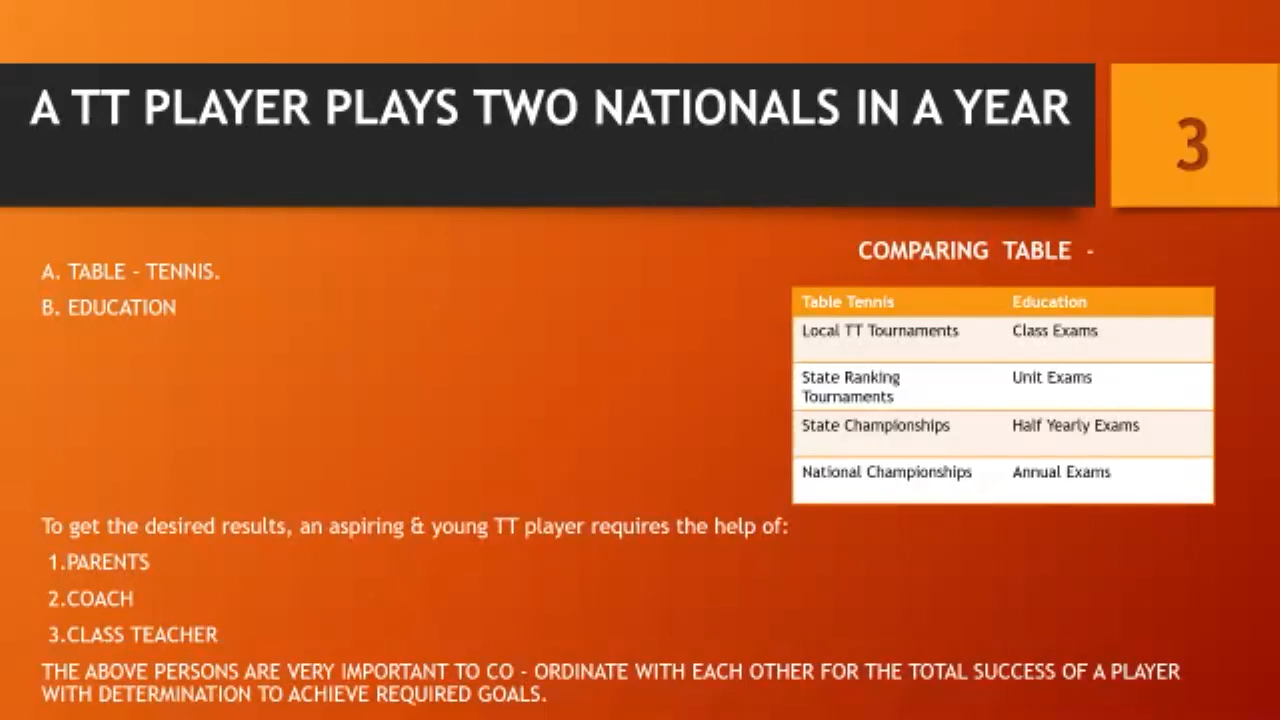 A TT PLAYER PLAYS TWO NATIONALS IN A YEAR
3
A. TABLE - TENNIS.
B. EDUCATION
COMPARING TABLE -
Table Tennis Education
Local TT Tournaments Class Exams
State Ranking Unit Exams
Tournaments
State Championships Half Yearly Exams
National Championships Annual Exams
To get the desired results, an aspiring & young TT player requires the help of:
1.PARENTS
2.COACH
3.CLASS TEACHER
THE ABOVE PERSONS ARE VERY IMPORTANT TO CO - ORDINATE WITH EACH OTHER FOR THE TOTAL SUCCESS OF A PLAYER
WITH DETERMINATION TO ACHIEVE REQUIRED GOALS.